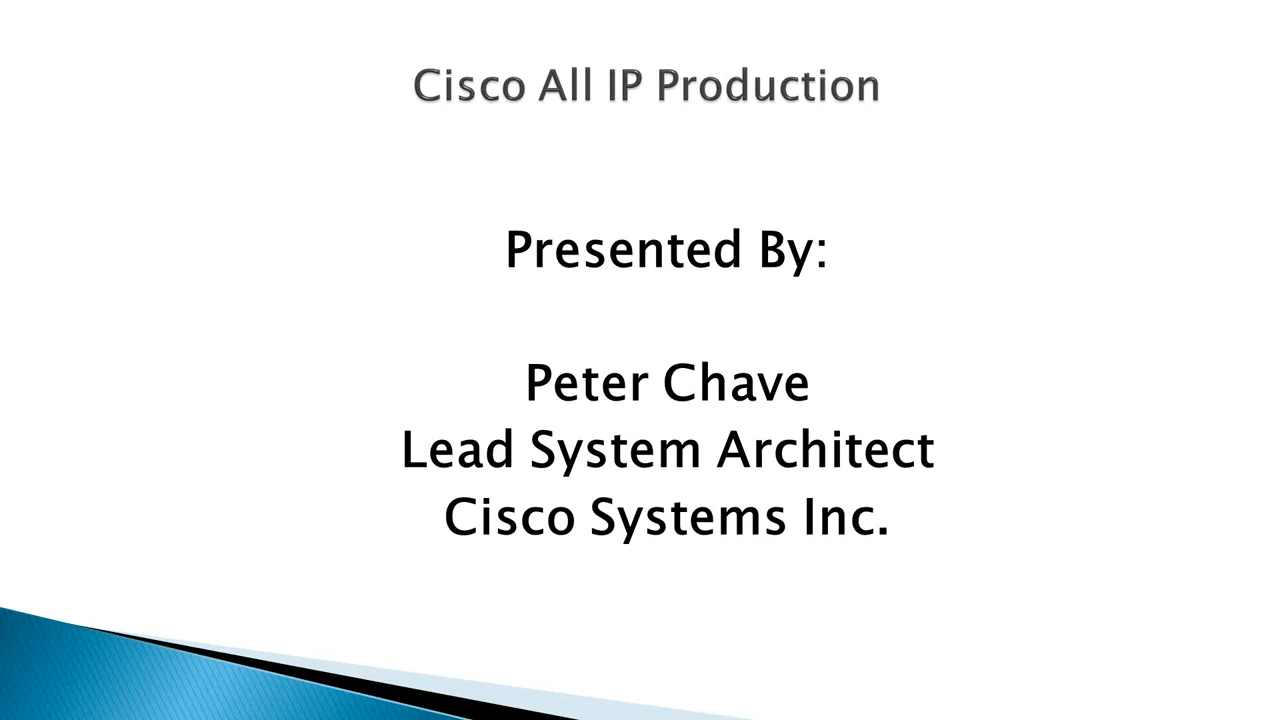 Cisco All IP Production
Presented By:
Peter Chave
Lead System Architect
Cisco Systems Inc.